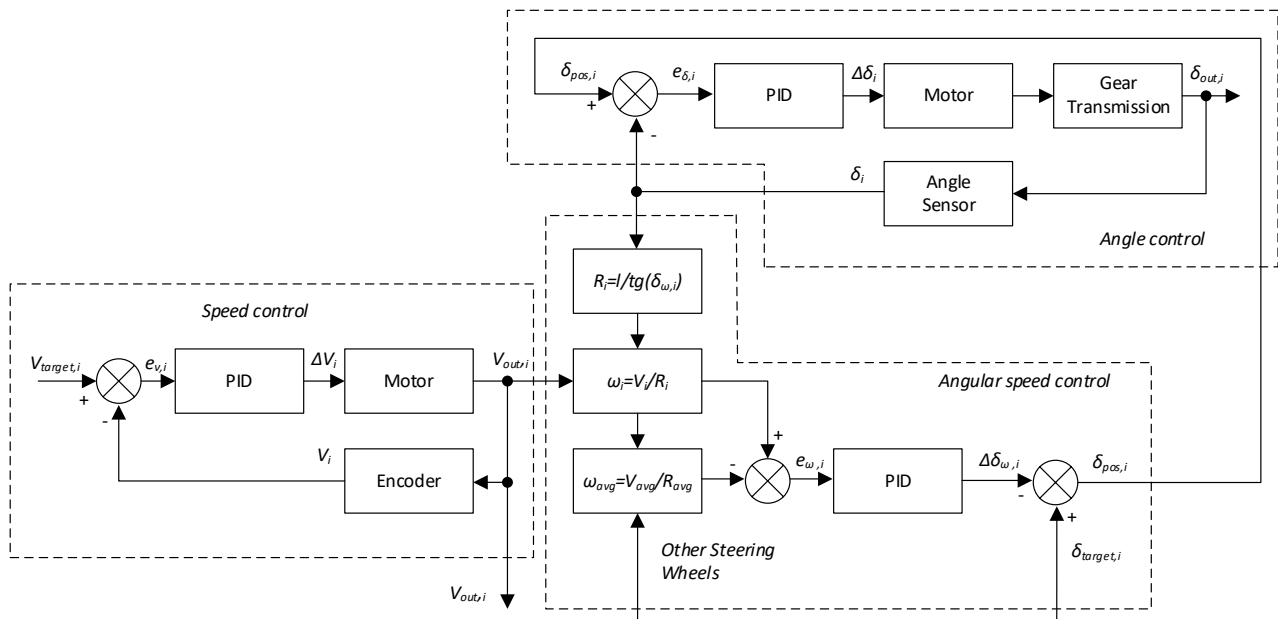 δpos,i
eδ,i
PID
Δδi
Motor
Gear
Transmission
δout,i
+
-
δi
Angle
Sensor
Angle control
Ri=l/tg(δω,i)
Speed control
Vtarget,i
ev,i
PID
ΔVi
Motor
Vout,i
ωi=Vi/Ri
Angular speed control
+
-
Vi
Encoder
ωavg=Vavg/Ravg
+
-
eω,i
PID
Δδω,i
-
+
δpos,i
δtarget,i
Other Steering
Wheels
Vout,i